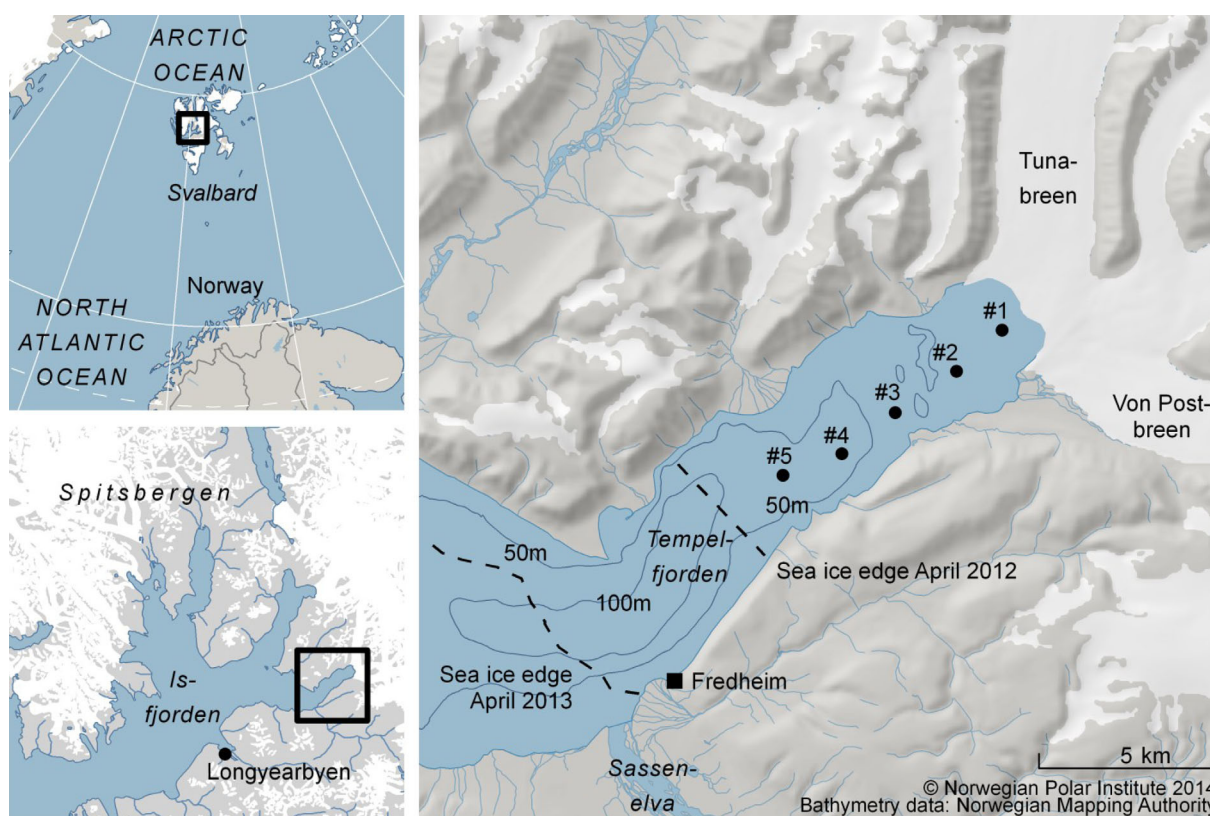 ARCTIC
OCEAN
Svalbard
Norway
NORTH
ATLANTIC
OCEAN
Spitsbergen
Is-
fjorden
Longyearbyen
Tuna-
breen
#1
#2
#3
Von Post-
breen
#4
#5
50m
Tempel-
fjorden
50m
Sea ice edge April 2012
100m
Sea ice edge
April 2013
Fredheim
5 km
Sassen-
elva
© Norwegian Polar Institute 2014
Bathymetry data: Norwegian Mapping Authority